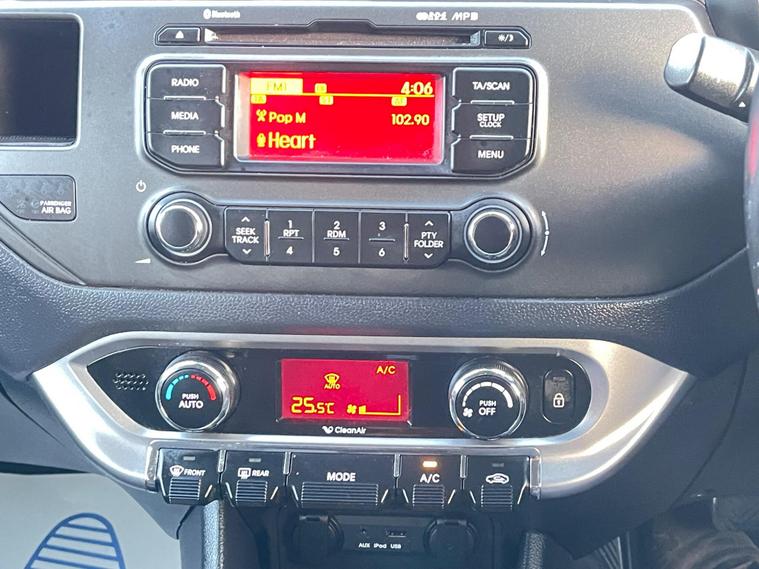 Bluetooth MP3
☀/3
RADIO
MEDIA
PHONE
FM1 4:06
Pop M 102.90
Heart
TA/SCAN
SETUP
CLOCK
MENU
PASSENGER
AIR BAG
SEEK
TRACK
1
RPT
4
2
RDM
5
3
6
PTY
FOLDER
PUSH
AUTO
A/C
AUTO
25.5°C
CleanAir
PUSH
OFF
FRONT
REAR
MODE
A/C
AUX iPod USB